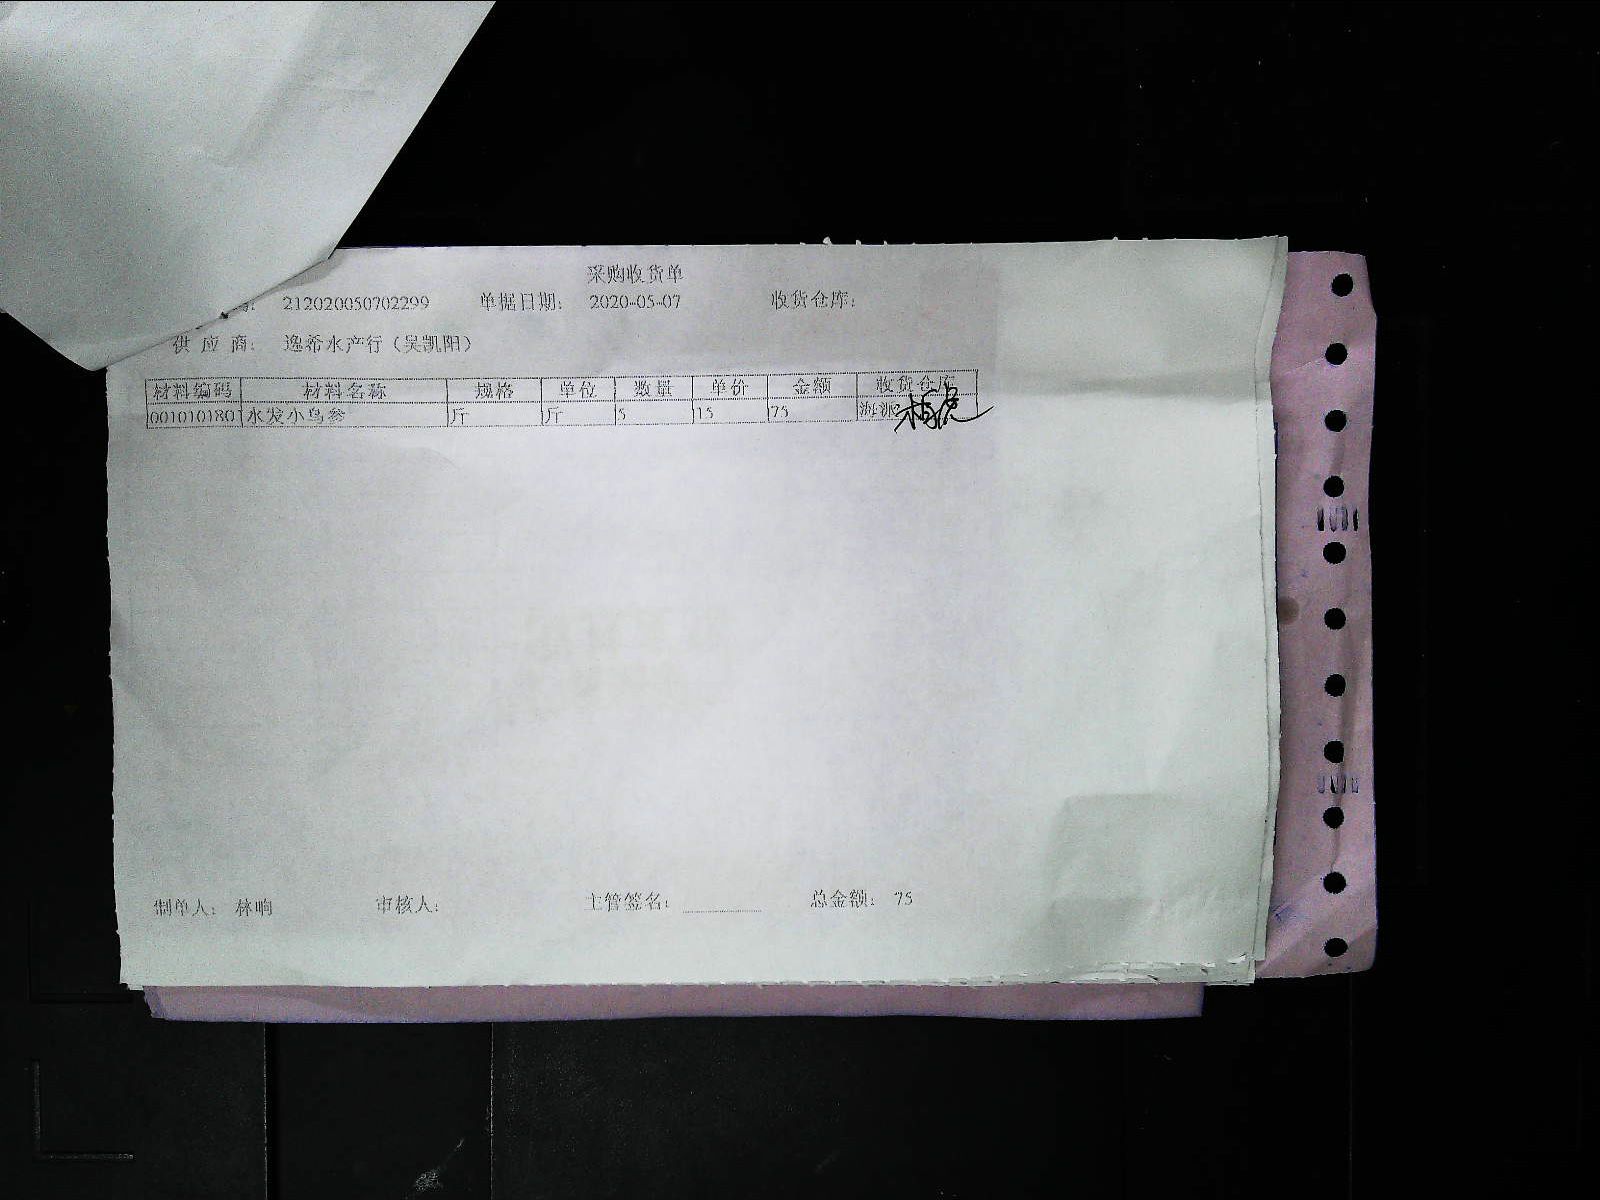 采购收货单
212020050702299 单据日期: 2020-05-07 收货仓库:
供应商: 逸希水产行（吴凯阳）
材料编码 材料名称 规格 单位 数量 单价 金额 收货仓库
0010101801 水发小乌参 斤 斤 5 15 75 海派
制单人: 林响 审核人: 主管签名: 总金额: 75